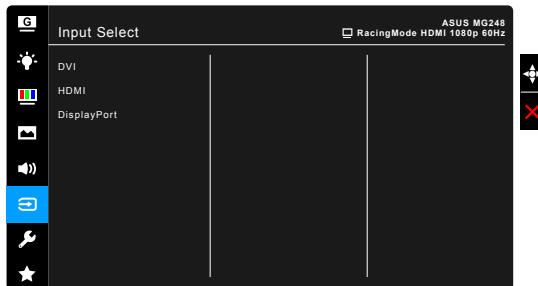 G
Input Select
ASUS MG248
RacingMode HDMI 1080p 60Hz
DVI
HDMI
DisplayPort